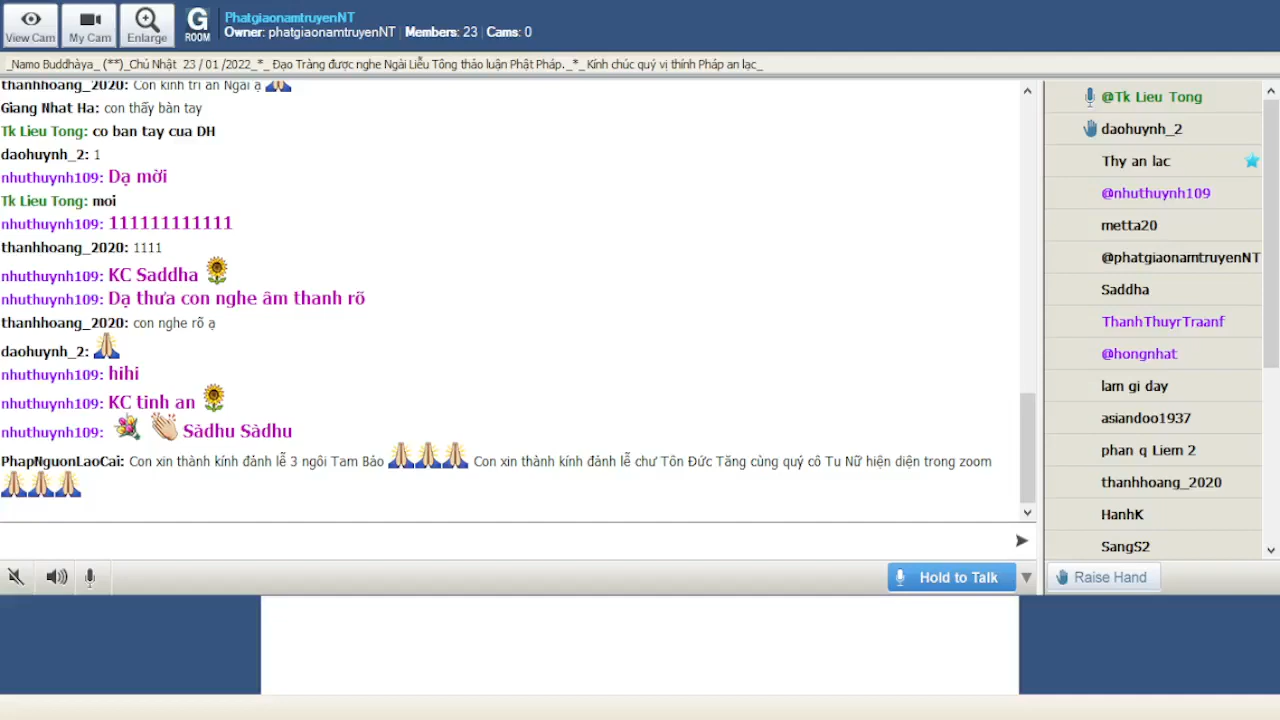 View Cam
My Cam
Enlarge
G
ROOM
PhatgiaonamtruyenNT
Owner: phatgiaonamtruyenNT | Members: 23 | Cams: 0
_Namo Buddhàya_ (**)_Chủ Nhật 23 / 01 /2022_*_ Đạo Tràng được nghe Ngài Liễu Tông thảo luận Phật Pháp._*_ Kính chúc quý vị thính Pháp an lạc_
thanhhoang_2020: Con kính tri ân Ngài ạ
Giang Nhat Ha: con thấy bàn tay
Tk Lieu Tong: co ban tay cua DH
daohuynh_2: 1
nhuthuynh109: Dạ mời
Tk Lieu Tong: moi
nhuthuynh109: 111111111111
thanhhoang_2020: 1111
nhuthuynh109: KC Saddha
nhuthuynh109: Dạ thưa con nghe âm thanh rõ
thanhhoang_2020: con nghe rõ ạ
daohuynh_2:
nhuthuynh109: hihi
nhuthuynh109: KC tinh an
nhuthuynh109: Sàdhu Sàdhu
PhapNguonLaoCai: Con xin thành kính đảnh lễ 3 ngôi Tam Bảo Con xin thành kính đảnh lễ chư Tôn Đức Tăng cùng quý cô Tu Nữ hiện diện trong zoom
Hold to Talk
@Tk Lieu Tong
daohuynh_2
Thy an lac
@nhuthuynh109
metta20
@phatgiaonamtruyenNT
Saddha
ThanhThuyrTraanf
@hongnhat
lam gi day
asiandoo1937
phan q Liem 2
thanhhoang_2020
HanhK
SangS2
Raise Hand